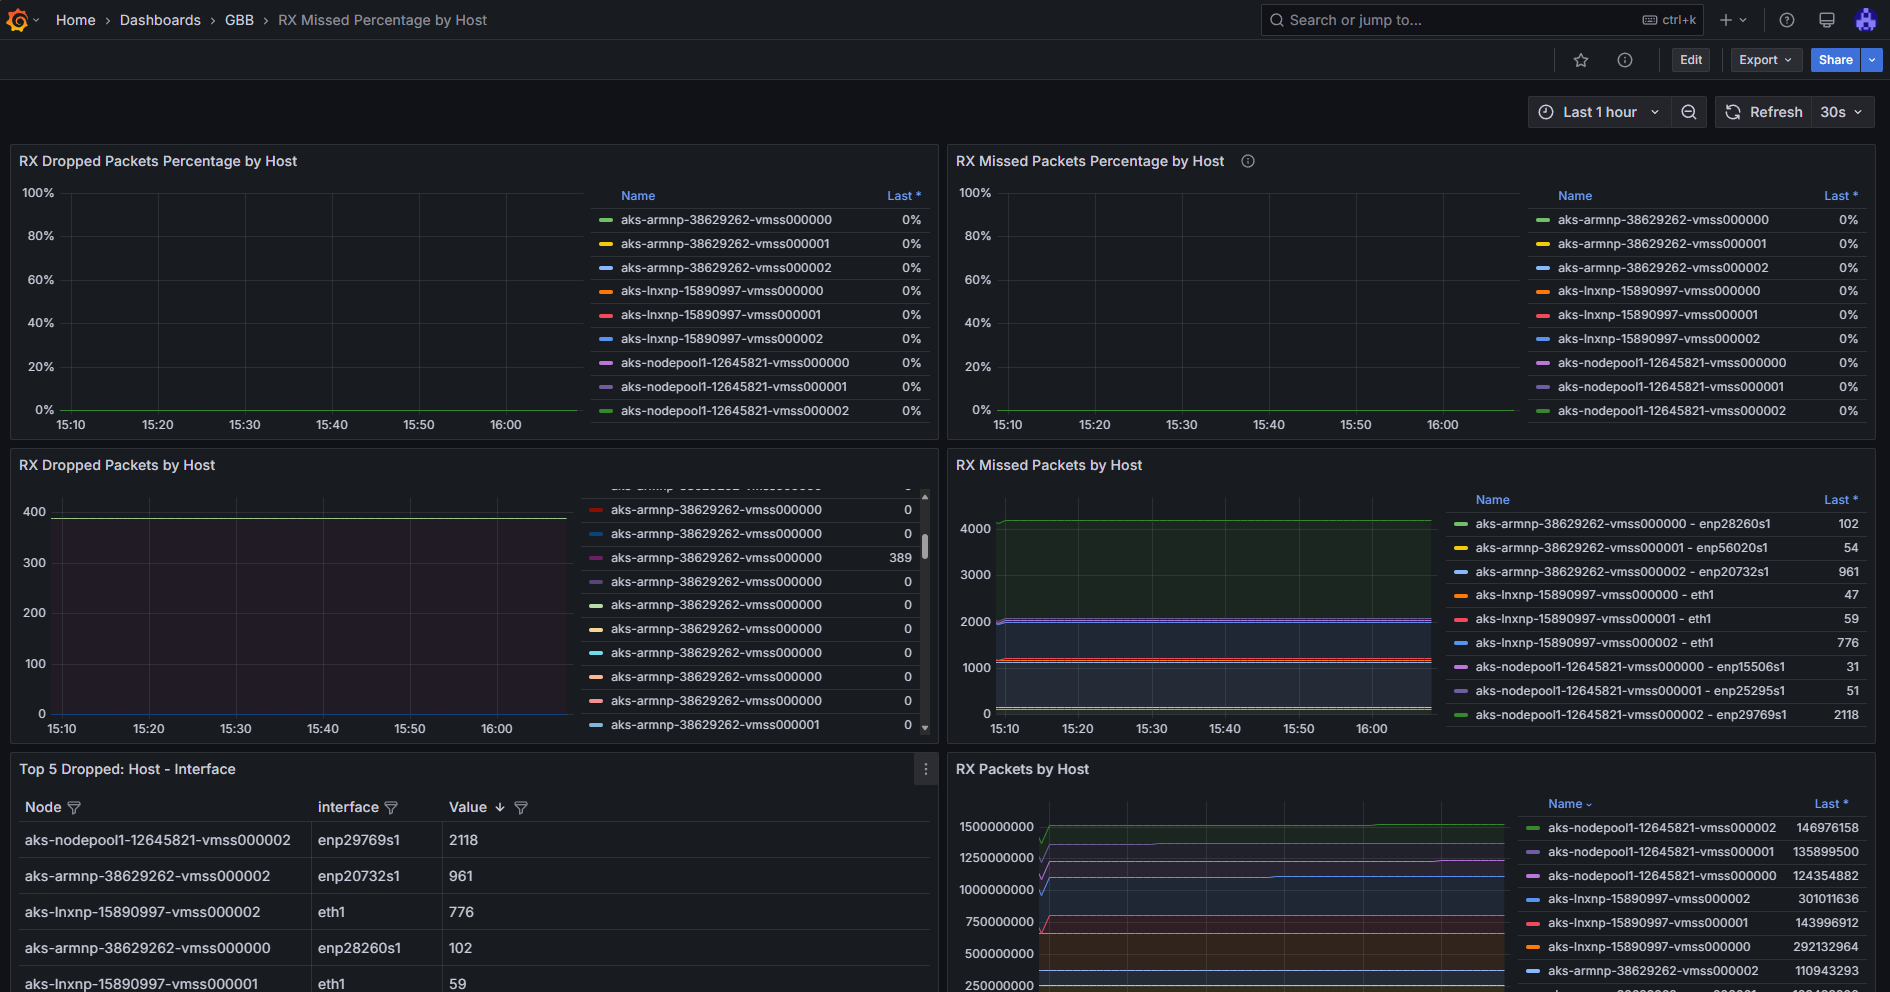 Home › Dashboards › GBB › RX Missed Percentage by Host
Search or jump to... ctrl+k
Edit Export Share
Last 1 hour Refresh 30s
RX Dropped Packets Percentage by Host
100%
80%
60%
40%
20%
0%
15:10 15:20 15:30 15:40 15:50 16:00
Name Last *
aks-armnp-38629262-vmss000000 0%
aks-armnp-38629262-vmss000001 0%
aks-armnp-38629262-vmss000002 0%
aks-lnxnp-15890997-vmss000000 0%
aks-lnxnp-15890997-vmss000001 0%
aks-lnxnp-15890997-vmss000002 0%
aks-nodepool1-12645821-vmss000000 0%
aks-nodepool1-12645821-vmss000001 0%
aks-nodepool1-12645821-vmss000002 0%
RX Missed Packets Percentage by Host
100%
80%
60%
40%
20%
0%
15:10 15:20 15:30 15:40 15:50 16:00
Name Last *
aks-armnp-38629262-vmss000000 0%
aks-armnp-38629262-vmss000001 0%
aks-armnp-38629262-vmss000002 0%
aks-lnxnp-15890997-vmss000000 0%
aks-lnxnp-15890997-vmss000001 0%
aks-lnxnp-15890997-vmss000002 0%
aks-nodepool1-12645821-vmss000000 0%
aks-nodepool1-12645821-vmss000001 0%
aks-nodepool1-12645821-vmss000002 0%
RX Dropped Packets by Host
400
300
200
100
0
15:10 15:20 15:30 15:40 15:50 16:00
aks-armnp-38629262-vmss000000 0
aks-armnp-38629262-vmss000000 0
aks-armnp-38629262-vmss000000 389
aks-armnp-38629262-vmss000000 0
aks-armnp-38629262-vmss000000 0
aks-armnp-38629262-vmss000000 0
aks-armnp-38629262-vmss000000 0
aks-armnp-38629262-vmss000000 0
aks-armnp-38629262-vmss000000 0
aks-armnp-38629262-vmss000001 0
RX Missed Packets by Host
4000
3000
2000
1000
0
15:10 15:20 15:30 15:40 15:50 16:00
Name Last *
aks-armnp-38629262-vmss000000 - enp28260s1 102
aks-armnp-38629262-vmss000001 - enp56020s1 54
aks-armnp-38629262-vmss000002 - enp20732s1 961
aks-lnxnp-15890997-vmss000000 - eth1 47
aks-lnxnp-15890997-vmss000001 - eth1 59
aks-lnxnp-15890997-vmss000002 - eth1 776
aks-nodepool1-12645821-vmss000000 - enp15506s1 31
aks-nodepool1-12645821-vmss000001 - enp25295s1 51
aks-nodepool1-12645821-vmss000002 - enp29769s1 2118
Top 5 Dropped: Host - Interface
Node interface Value
aks-nodepool1-12645821-vmss000002 enp29769s1 2118
aks-armnp-38629262-vmss000002 enp20732s1 961
aks-lnxnp-15890997-vmss000002 eth1 776
aks-armnp-38629262-vmss000000 enp28260s1 102
aks-lnxnp-15890997-vmss000001 eth1 59
RX Packets by Host
1500000000
1250000000
1000000000
750000000
500000000
250000000
Name Last *
aks-nodepool1-12645821-vmss000002 146976158
aks-nodepool1-12645821-vmss000001 135899500
aks-nodepool1-12645821-vmss000000 124354882
aks-lnxnp-15890997-vmss000002 301011636
aks-lnxnp-15890997-vmss000001 143996912
aks-lnxnp-15890997-vmss000000 292132964
aks-armnp-38629262-vmss000002 110943293